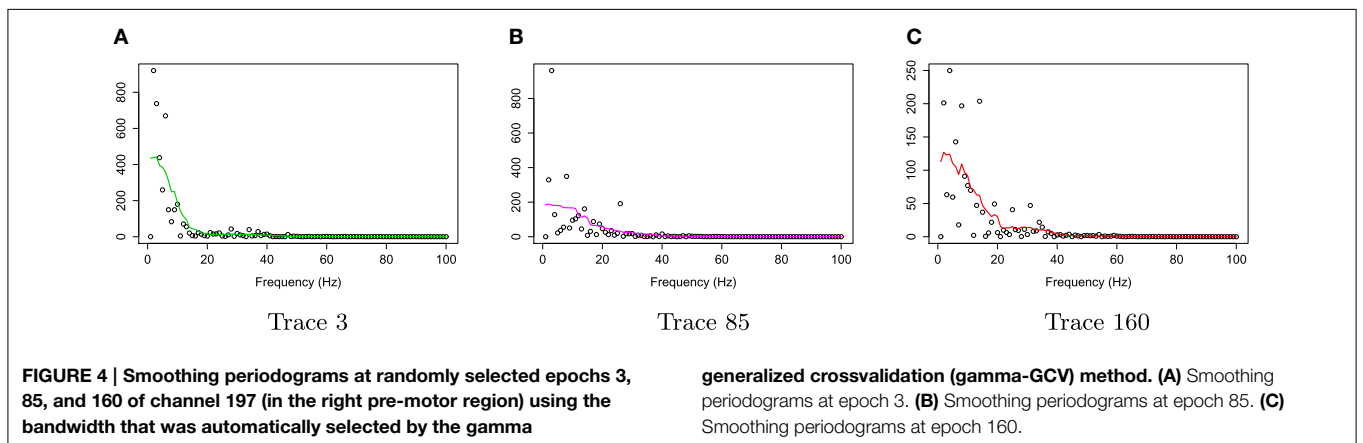 A
B
C
800
600
400
200
0
0 20 40 60 80 100
Frequency (Hz)
Trace 3
800
600
400
200
0
0 20 40 60 80 100
Frequency (Hz)
Trace 85
250
200
150
100
50
0
0 20 40 60 80 100
Frequency (Hz)
Trace 160
FIGURE 4 | Smoothing periodograms at randomly selected epochs 3,
85, and 160 of channel 197 (in the right pre-motor region) using the
bandwidth that was automatically selected by the gamma
generalized crossvalidation (gamma-GCV) method. (A) Smoothing
periodograms at epoch 3. (B) Smoothing periodograms at epoch 85. (C)
Smoothing periodograms at epoch 160.